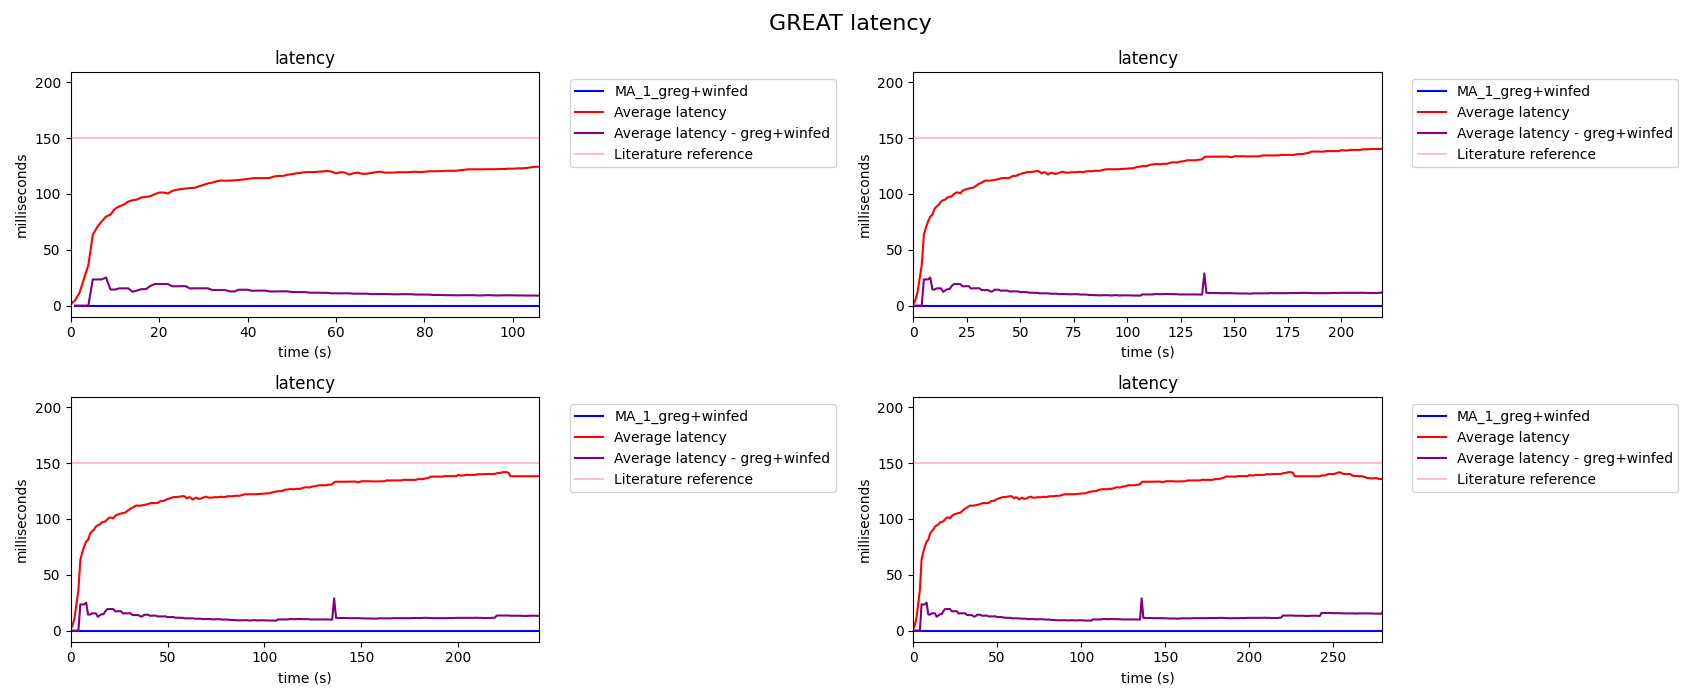 GREAT latency
latency
200
150
100
50
0
milliseconds
0 20 40 60 80 100
time (s)
MA_1_greg+winfed
Average latency
Average latency - greg+winfed
Literature reference
latency
200
150
100
50
0
milliseconds
0 25 50 75 100 125 150 175 200
time (s)
MA_1_greg+winfed
Average latency
Average latency - greg+winfed
Literature reference
latency
200
150
100
50
0
milliseconds
0 50 100 150 200
time (s)
MA_1_greg+winfed
Average latency
Average latency - greg+winfed
Literature reference
latency
200
150
100
50
0
milliseconds
0 50 100 150 200 250
time (s)
MA_1_greg+winfed
Average latency
Average latency - greg+winfed
Literature reference